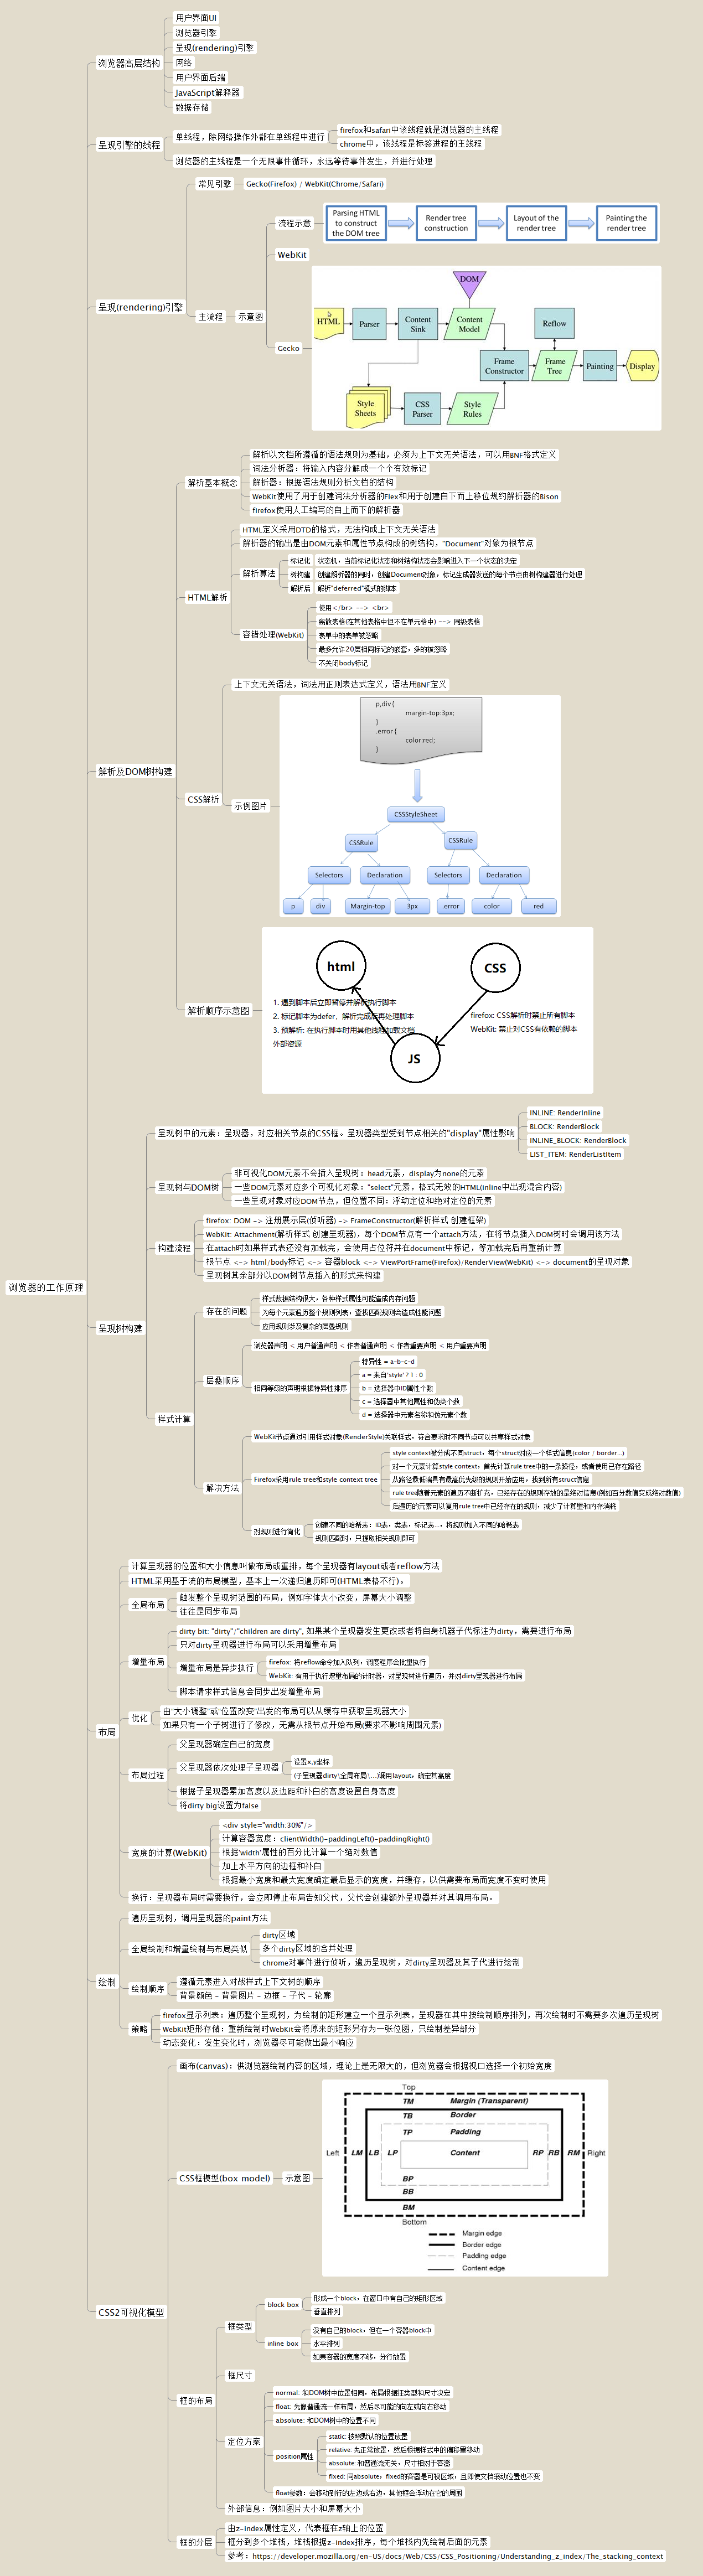 浏览器的工作原理
浏览器高层结构
用户界面UI
浏览器引擎
呈现(rendering)引擎
网络
用户界面后端
JavaScript解释器
数据存储
呈现引擎的线程
单线程，除网络操作外都在单线程中进行
firefox和safari中该线程就是浏览器的主线程
chrome中，该线程是标签进程的主线程
浏览器的主线程是一个无限事件循环，永远等待事件发生，并进行处理
呈现(rendering)引擎
常见引擎
Gecko(Firefox) / WebKit(Chrome/Safari)
主流程
示意图
流程示意
Parsing HTML
to construct
the DOM tree
Render tree
construction
Layout of the
render tree
Painting the
render tree
WebKit
Gecko
DOM
HTML
Parser
Content
Sink
Content
Model
Reflow
Frame
Constructor
Frame
Tree
Painting
Display
Style
Sheets
CSS
Parser
Style
Rules
解析及DOM树构建
解析基本概念
解析以文档所遵循的语法规则为基础，必须为上下文无关语法，可以用BNF格式定义
词法分析器：将输入内容分解成一个个有效标记
解析器：根据语法规则分析文档的结构
WebKit使用了用于创建词法分析器的Flex和用于创建自下而上移位规约解析器的Bison
firefox使用人工编写的自上而下的解析器
HTML解析
HTML定义采用DTD的格式，无法构成上下文无关语法
解析器的输出是由DOM元素和属性节点构成的树结构，"Document"对象为根节点
解析算法
标记化
状态机，当前标记化状态和树结构状态会影响进入下一个状态的决定
树构建
创建解析器的同时，创建Document对象，标记生成器发送的每个节点由树构建器进行处理
解析后
解析"deferred"模式的脚本
容错处理(WebKit)
使用</br> --> <br>
离散表格(在其他表格中但不在单元格中) --> 同级表格
表单中的表单被忽略
最多允许20层相同标记的嵌套，多的被忽略
不关闭body标记
CSS解析
上下文无关语法，词法用正则表达式定义，语法用BNF定义
示例图片
p,div {
margin-top:3px;
}
.error {
color:red;
}
CSSStyleSheet
CSSRule
CSSRule
Selectors
Declaration
Selectors
Declaration
p
div
Margin-top
3px
.error
color
red
解析顺序示意图
html
CSS
JS
1. 遇到脚本后立即暂停并解析执行脚本
2. 标记脚本为defer，解析完成后再处理脚本
3. 预解析: 在执行脚本时用其他线程加载文档
外部资源
firefox: CSS解析时禁止所有脚本
WebKit: 禁止对CSS有依赖的脚本
呈现树构建
呈现树中的元素：呈现器，对应相关节点的CSS框。呈现器类型受到节点相关的"display"属性影响
INLINE: RenderInline
BLOCK: RenderBlock
INLINE_BLOCK: RenderBlock
LIST_ITEM: RenderListItem
呈现树与DOM树
非可视化DOM元素不会插入呈现树：head元素，display为none的元素
一些DOM元素对应多个可视化对象："select"元素，格式无效的HTML(inline中出现混合内容)
一些呈现对象对应DOM节点，但位置不同：浮动定位和绝对定位的元素
构建流程
firefox: DOM -> 注册展示层(侦听器) -> FrameConstructor(解析样式 创建框架)
WebKit: Attachment(解析样式 创建呈现器)，每个DOM节点有一个attach方法，在将节点插入DOM树时会调用该方法
在attach时如果样式表还没有加载完，会使用占位符并在document中标记，等加载完后再重新计算
根节点 <-> html/body标记 <-> 容器block <-> ViewPortFrame(Firefox)/RenderView(WebKit) <-> document的呈现对象
呈现树其余部分以DOM树节点插入的形式来构建
样式计算
存在的问题
样式数据结构很大，各种样式属性可能造成内存问题
为每个元素遍历整个规则列表，查找匹配规则会造成性能问题
应用规则涉及复杂的层叠规则
层叠顺序
浏览器声明 < 用户普通声明 < 作者普通声明 < 作者重要声明 < 用户重要声明
相同等级的声明根据特异性排序
特异性 = a-b-c-d
a = 来自'style' ? 1 : 0
b = 选择器中ID属性个数
c = 选择器中其他属性和伪类个数
d = 选择器中元素名称和伪元素个数
解决方法
WebKit节点通过引用样式对象(RenderStyle)关联样式，符合要求时不同节点可以共享样式对象
Firefox采用rule tree和style context tree
style context被分成不同struct，每个struct对应一个样式信息(color / border...)
对一个元素计算style context，首先计算rule tree中的一条路径，或者使用已存在路径
从路径最低端具有最高优先级的规则开始应用，找到所有struct信息
rule tree随着元素的遍历不断扩充，已经存在的规则存放的是绝对信息(例如百分数值变成绝对数值)
后遍历的元素可以复用rule tree中已经存在的规则，减少了计算量和内存消耗
对规则进行简化
创建不同的哈希表：ID表，类表，标记表...，将规则加入不同的哈希表
规则匹配时，只提取相关规则即可
布局
计算呈现器的位置和大小信息叫做布局或重排，每个呈现器有layout或者reflow方法
HTML采用基于流的布局模型，基本上一次递归遍历即可(HTML表格不行)。
全局布局
触发整个呈现树范围的布局，例如字体大小改变，屏幕大小调整
往往是同步布局
增量布局
dirty bit: "dirty"/"children are dirty", 如果某个呈现器发生更改或者将自身机器子代标注为dirty，需要进行布局
只对dirty呈现器进行布局可以采用增量布局
增量布局是异步执行
firefox: 将reflow命令加入队列，调度程序会批量执行
WebKit: 有用于执行增量布局的计时器，对呈现树进行遍历，并对dirty呈现器进行布局
脚本请求样式信息会同步出发增量布局
优化
由"大小调整"或"位置改变"出发的布局可以从缓存中获取呈现器大小
如果只有一个子树进行了修改，无需从根节点开始布局(要求不影响周围元素)
布局过程
父呈现器确定自己的宽度
父呈现器依次处理子呈现器
设置x,y坐标
(子呈现器dirty\全局布局\...)调用layout，确定其高度
根据子呈现器累加高度以及边距和补白的高度设置自身高度
将dirty big设置为false
宽度的计算(WebKit)
<div style="width:30%"/>
计算容器宽度：clientWidth()-paddingLeft()-paddingRight()
根据'width'属性的百分比计算一个绝对数值
加上水平方向的边框和补白
根据最小宽度和最大宽度确定最后显示的宽度，并缓存，以供需要布局而宽度不变时使用
换行：呈现器布局时需要换行，会立即停止布局告知父代，父代会创建额外呈现器并对其调用布局。
绘制
遍历呈现树，调用呈现器的paint方法
全局绘制和增量绘制与布局类似
dirty区域
多个dirty区域的合并处理
chrome对事件进行侦听，遍历呈现树，对dirty呈现器及其子代进行绘制
绘制顺序
遵循元素进入对战样式上下文树的顺序
背景颜色 - 背景图片 - 边框 - 子代 - 轮廓
策略
firefox显示列表：遍历整个呈现树，为绘制的矩形建立一个显示列表，呈现器在其中按绘制顺序排列，再次绘制时不需要多次遍历呈现树
WebKit矩形存储：重新绘制时WebKit会将原来的矩形另存为一张位图，只绘制差异部分
动态变化：发生变化时，浏览器尽可能做出最小响应
CSS2可视化模型
画布(canvas)：供浏览器绘制内容的区域，理论上是无限大的，但浏览器会根据视口选择一个初始宽度
CSS框模型(box model)
示意图
Top
TM Margin (Transparent)
TB Border
TP Padding
Left LM LB LP Content RP RB RM Right
BP
BB
BM
Bottom
Margin edge
Border edge
Padding edge
Content edge
框的布局
框类型
block box
形成一个block，在窗口中有自己的矩形区域
垂直排列
inline box
没有自己的block，但在一个容器block中
水平排列
如果容器的宽度不够，分行放置
框尺寸
定位方案
normal: 和DOM树中位置相同，布局根据狂类型和尺寸决定
float: 先像普通流一样布局，然后尽可能的向左或向右移动
absolute: 和DOM树中的位置不同
position属性
static: 按照默认的位置放置
relative: 先正常放置，然后根据样式中的偏移量移动
absolute: 和普通流无关，尺寸相对于容器
fixed: 同absolute，fixed的容器是可视区域，且即使文档滚动位置也不变
float参数：会移动到行的左边或右边，其他框会浮动在它的周围
外部信息：例如图片大小和屏幕大小
框的分层
由z-index属性定义，代表框在z轴上的位置
框分到多个堆栈，堆栈根据z-index排序，每个堆栈内先绘制后面的元素
参考：https://developer.mozilla.org/en-US/docs/Web/CSS/CSS_Positioning/Understanding_z_index/The_stacking_context